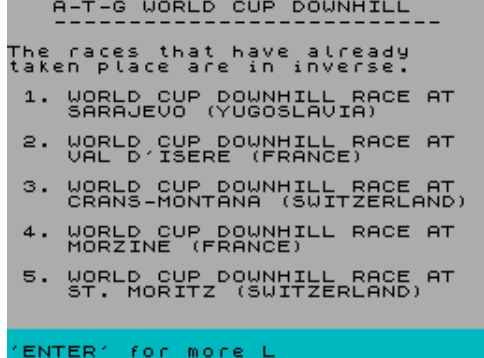 A-T-G WORLD CUP DOWNHILL
---------------------------
The races that have already
taken place are in inverse.
1. WORLD CUP DOWNHILL RACE AT
SARAJEVO (YUGOSLAVIA)
2. WORLD CUP DOWNHILL RACE AT
VAL D'ISERE (FRANCE)
3. WORLD CUP DOWNHILL RACE AT
CRANS-MONTANA (SWITZERLAND)
4. WORLD CUP DOWNHILL RACE AT
MORZINE (FRANCE)
5. WORLD CUP DOWNHILL RACE AT
ST. MORITZ (SWITZERLAND)
'ENTER' for more L